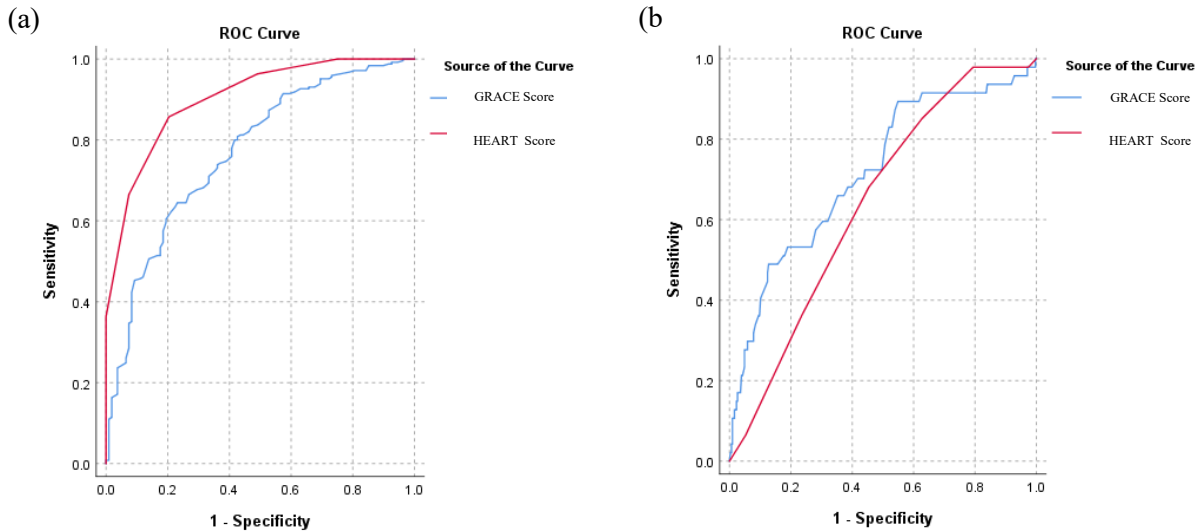 (a)
ROC Curve
Source of the Curve
GRACE Score
HEART Score
Sensitivity
1.0
0.8
0.6
0.4
0.2
0.0
0.0 0.2 0.4 0.6 0.8 1.0
1 - Specificity
(b)
ROC Curve
Source of the Curve
GRACE Score
HEART Score
Sensitivity
1.0
0.8
0.6
0.4
0.2
0.0
0.0 0.2 0.4 0.6 0.8 1.0
1 - Specificity